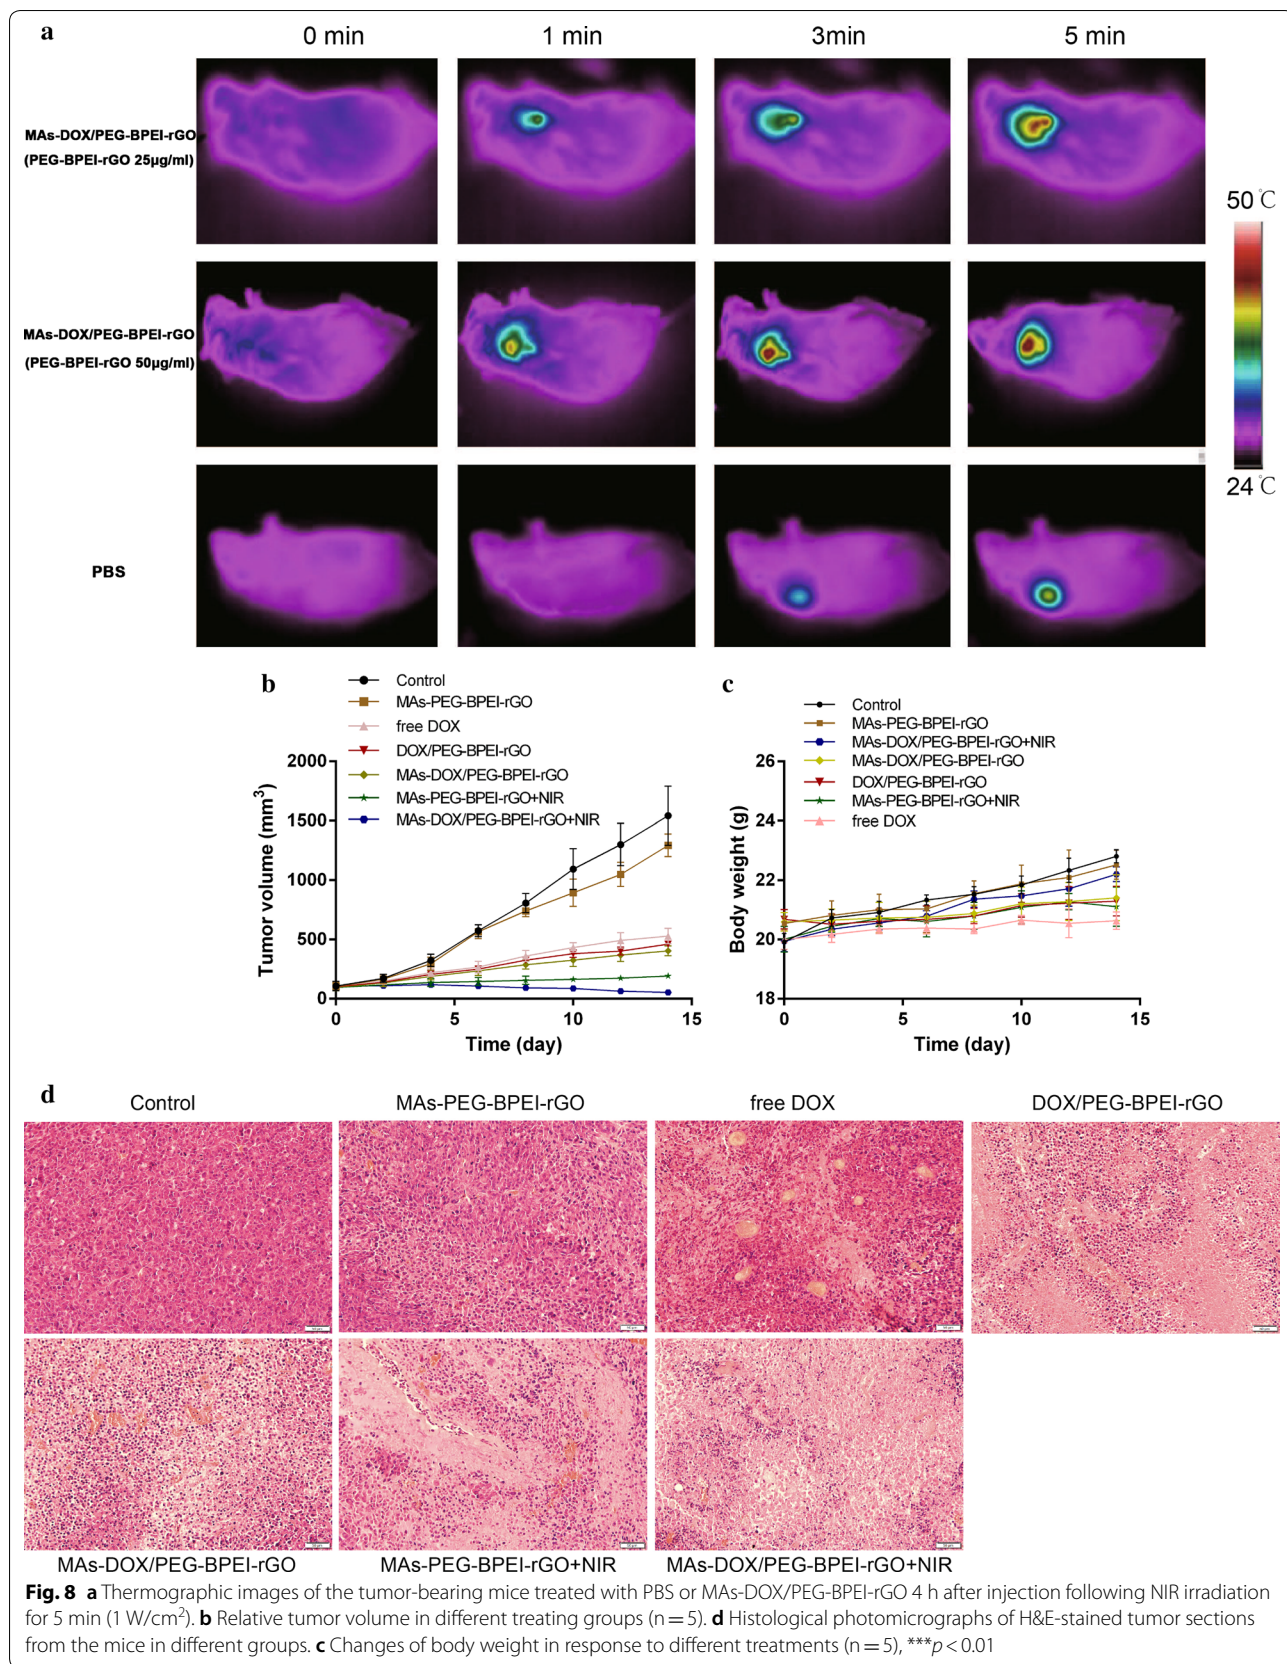 a
0 min 1 min 3min 5 min
MAs-DOX/PEG-BPEI-rGO
(PEG-BPEI-rGO 25µg/ml)
50℃
MAs-DOX/PEG-BPEI-rGO
(PEG-BPEI-rGO 50µg/ml)
24℃
PBS
b
Control
MAs-PEG-BPEI-rGO
free DOX
DOX/PEG-BPEI-rGO
MAs-DOX/PEG-BPEI-rGO
MAs-PEG-BPEI-rGO+NIR
MAs-DOX/PEG-BPEI-rGO+NIR
Tumor volume (mm³)
2000
1500
1000
500
0
0 5 10 15
Time (day)
c
Control
MAs-PEG-BPEI-rGO
MAs-DOX/PEG-BPEI-rGO+NIR
MAs-DOX/PEG-BPEI-rGO
DOX/PEG-BPEI-rGO
MAs-PEG-BPEI-rGO+NIR
free DOX
Body weight (g)
26
24
22
20
18
0 5 10 15
Time (day)
d
Control MAs-PEG-BPEI-rGO free DOX DOX/PEG-BPEI-rGO
MAs-DOX/PEG-BPEI-rGO MAs-PEG-BPEI-rGO+NIR MAs-DOX/PEG-BPEI-rGO+NIR
Fig. 8 a Thermographic images of the tumor-bearing mice treated with PBS or MAs-DOX/PEG-BPEI-rGO 4 h after injection following NIR irradiation
for 5 min (1 W/cm²). b Relative tumor volume in different treating groups (n = 5). d Histological photomicrographs of H&E-stained tumor sections
from the mice in different groups. c Changes of body weight in response to different treatments (n = 5), ***p < 0.01